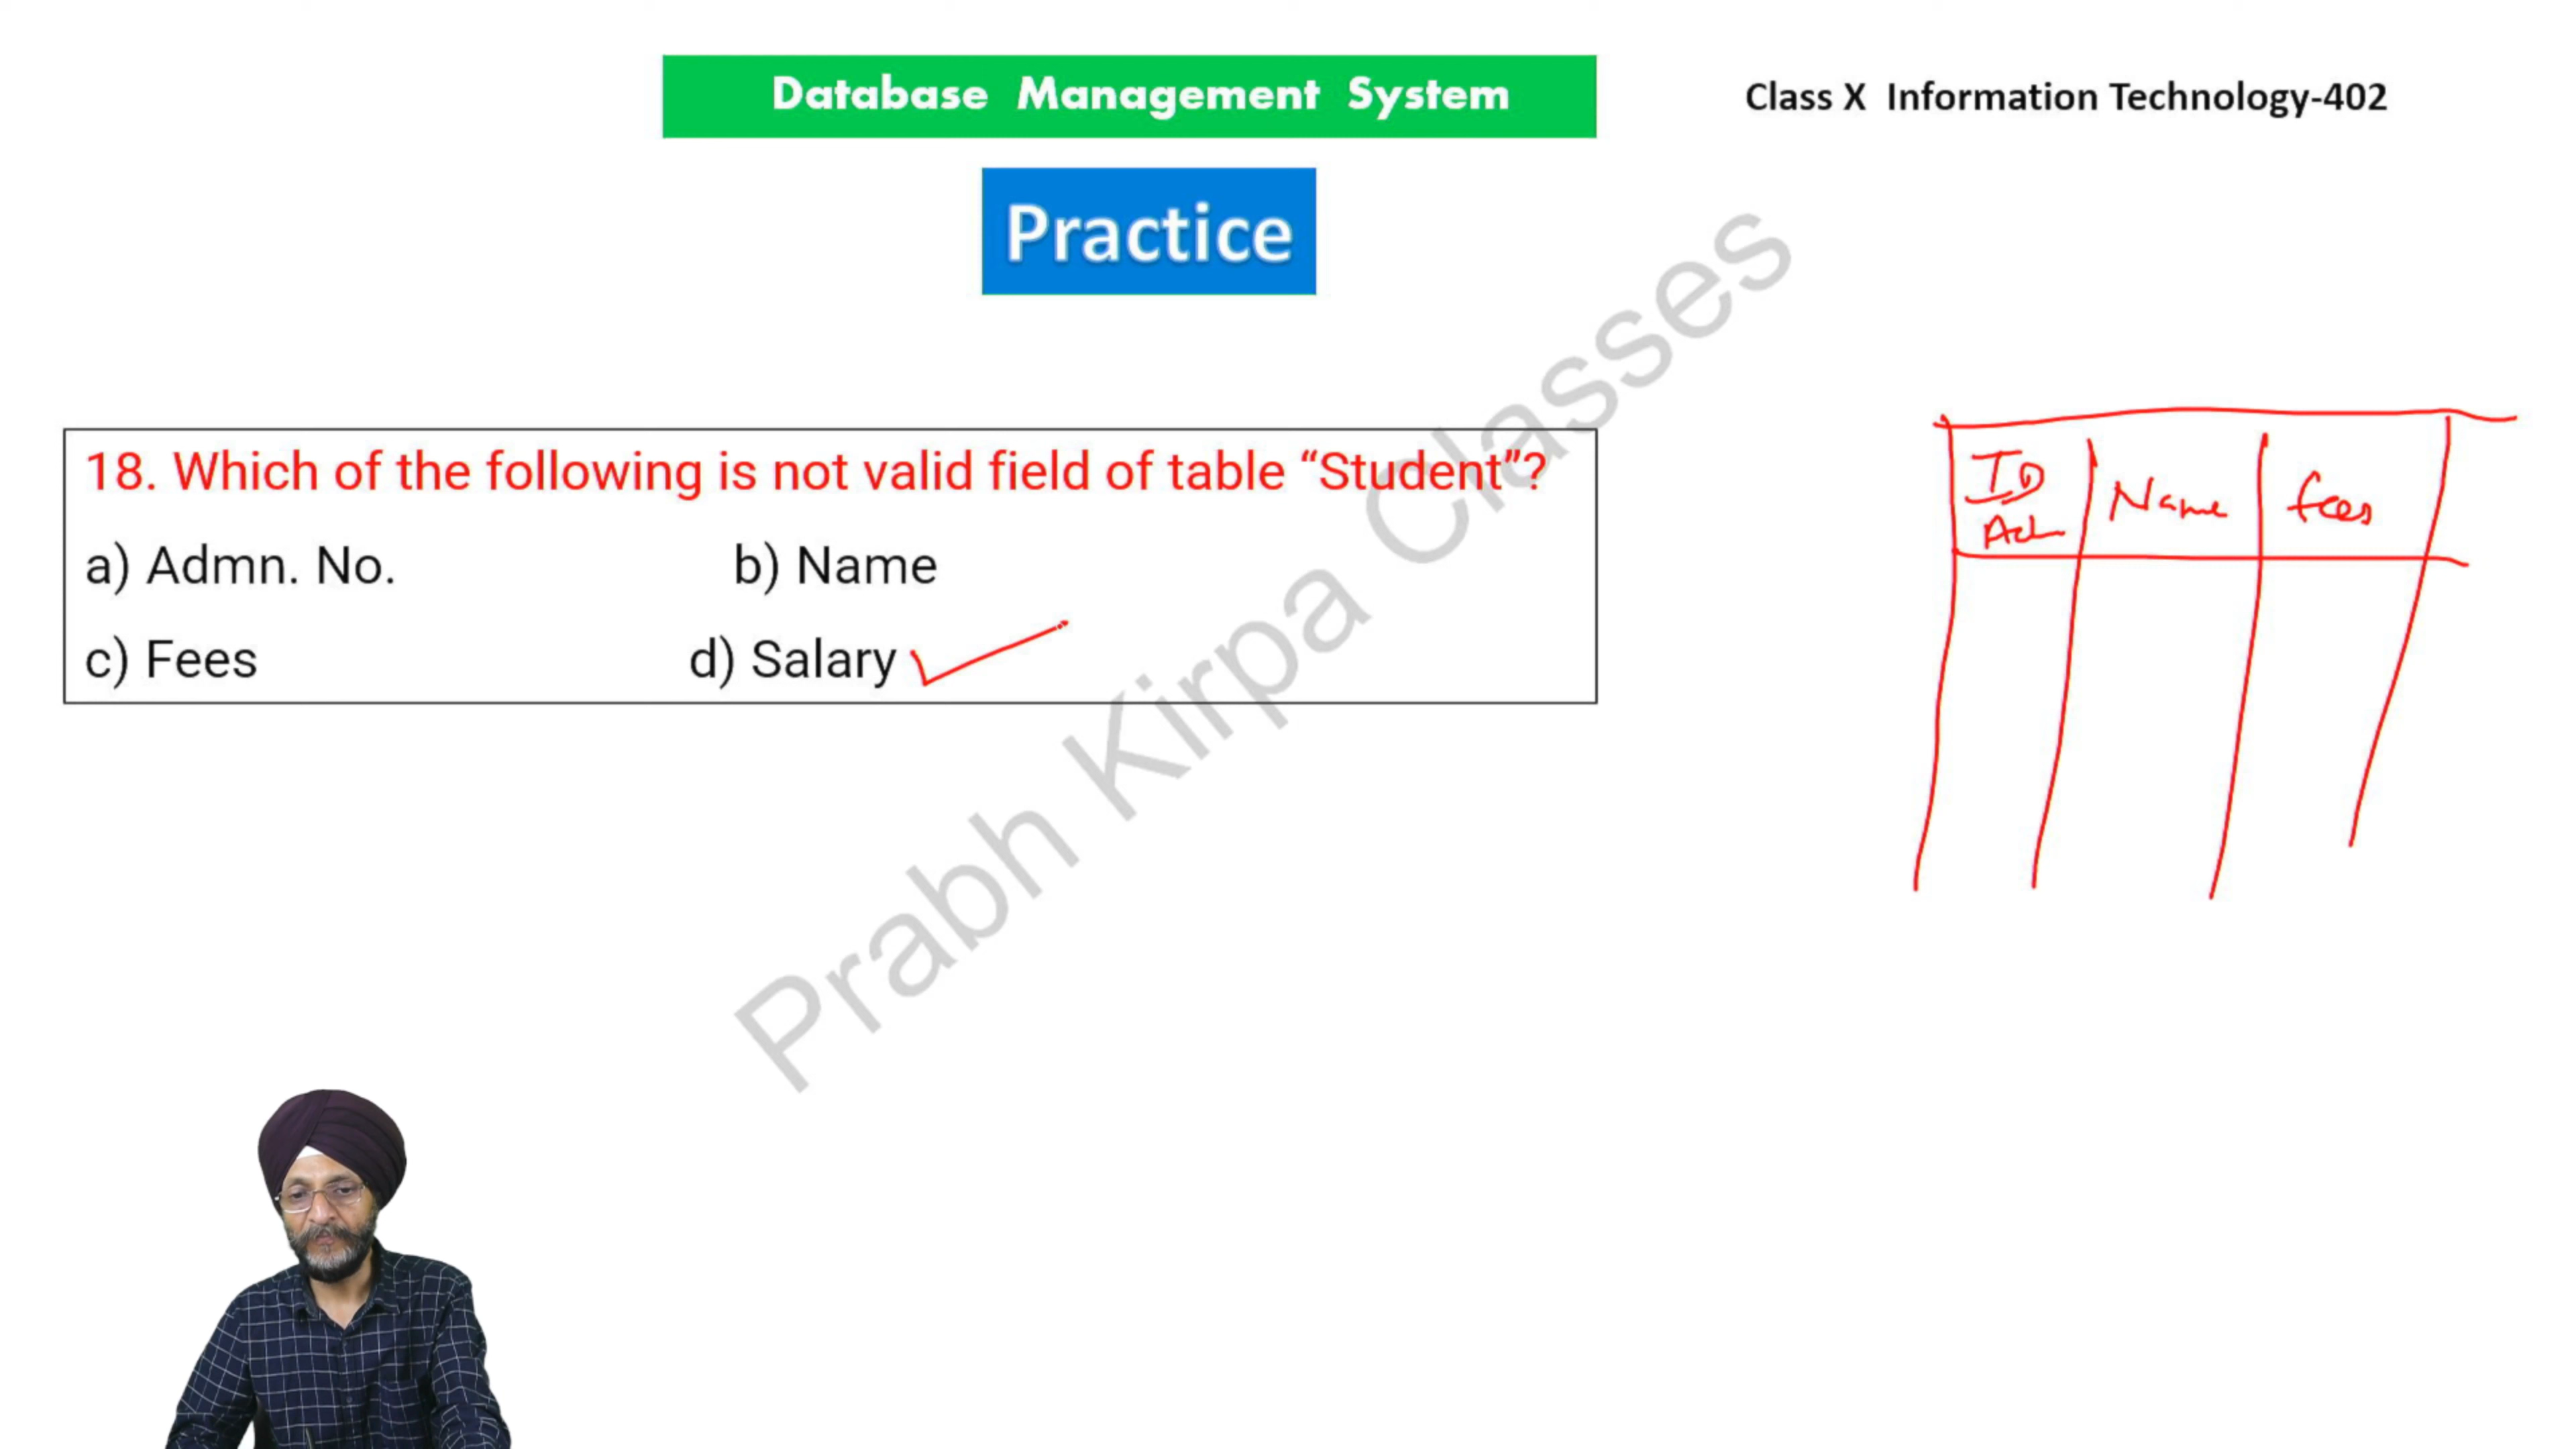 Database Management System
Class X Information Technology-402
Practice
18. Which of the following is not valid field of table “Student”?
a) Admn. No. b) Name
c) Fees d) Salary
ID Name fees
Prabh Kirpa Classes